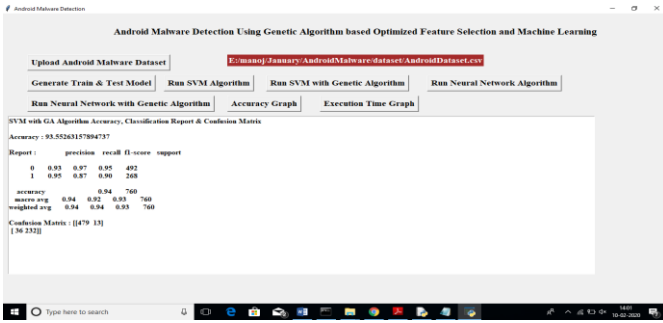 Android Malware Detection
Android Malware Detection Using Genetic Algorithm based Optimized Feature Selection and Machine Learning
Upload Android Malware Dataset
E:/manoj/January/AndroidMalware/dataset/AndroidDataset.csv
Generate Train & Test Model Run SVM Algorithm Run SVM with Genetic Algorithm Run Neural Network Algorithm
Run Neural Network with Genetic Algorithm Accuracy Graph Execution Time Graph
SVM with GA Algorithm Accuracy, Classification Report & Confusion Matrix
Accuracy : 93.55263157894737
Report : precision recall f1-score support
0 0.93 0.97 0.95 492
1 0.95 0.87 0.90 268
accuracy 0.94 760
macro avg 0.94 0.92 0.93 760
weighted avg 0.94 0.94 0.93 760
Confusion Matrix : [[479 13]
[ 36 232]]
Type here to search
14:01
10-02-2020